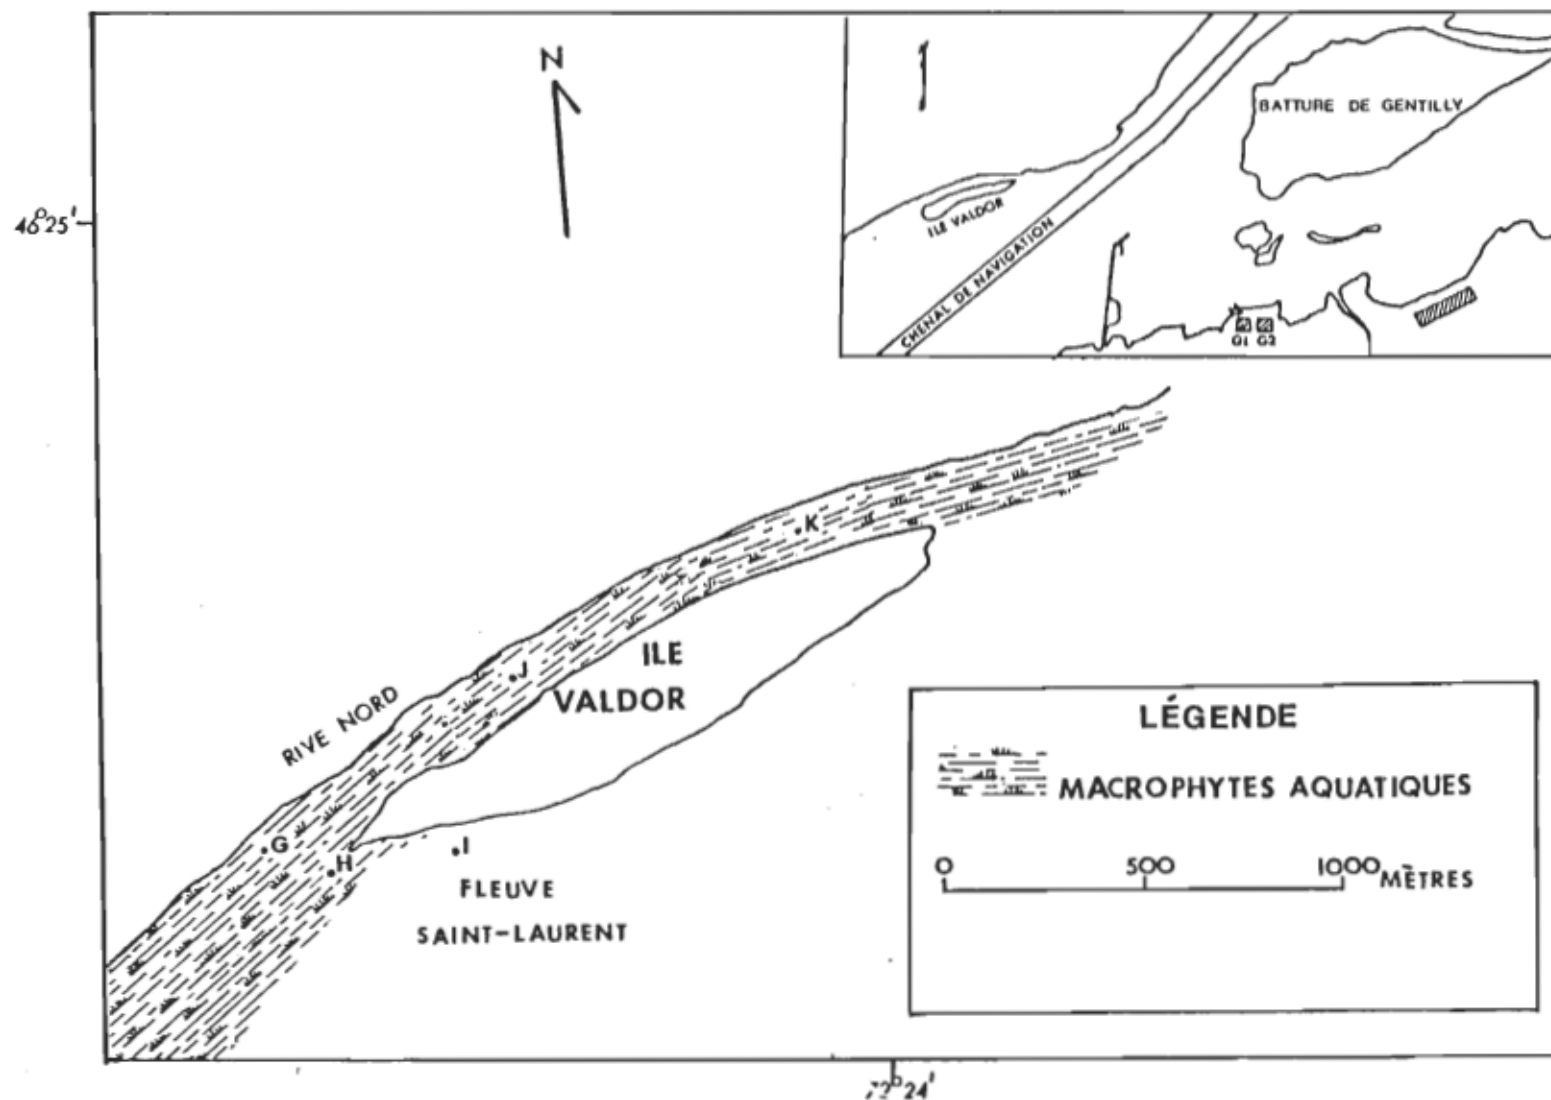 N
46°25'
BATTURE DE GENTILLY
ILE VALDOR
CHENAL DE NAVIGATION
G1 G2
K
J
ILE
VALDOR
RIVE NORD
G
H
I
FLEUVE
SAINT-LAURENT
LÉGENDE
MACROPHYTES AQUATIQUES
0 500 1000 MÈTRES
72°24'